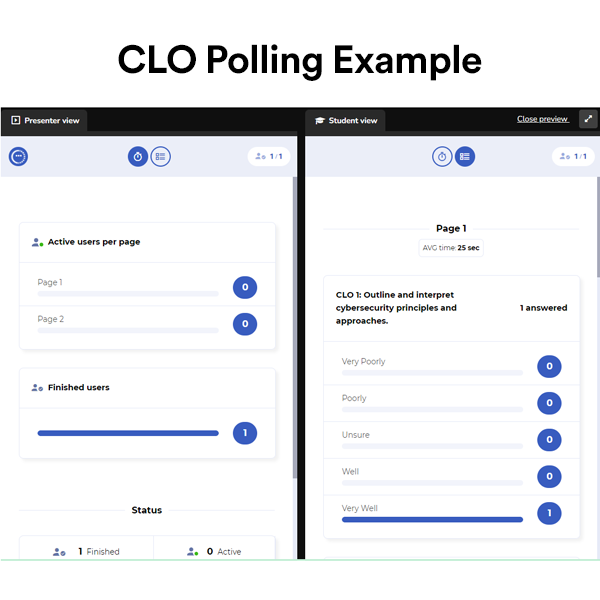 CLO Polling Example
Presenter view
1/1
Active users per page
Page 1
0
Page 2
0
Finished users
1
Status
1 Finished
0 Active
Student view
Close preview
1/1
Page 1
AVG time: 25 sec
CLO 1: Outline and interpret
cybersecurity principles and
approaches.
1 answered
Very Poorly
0
Poorly
0
Unsure
0
Well
0
Very Well
1